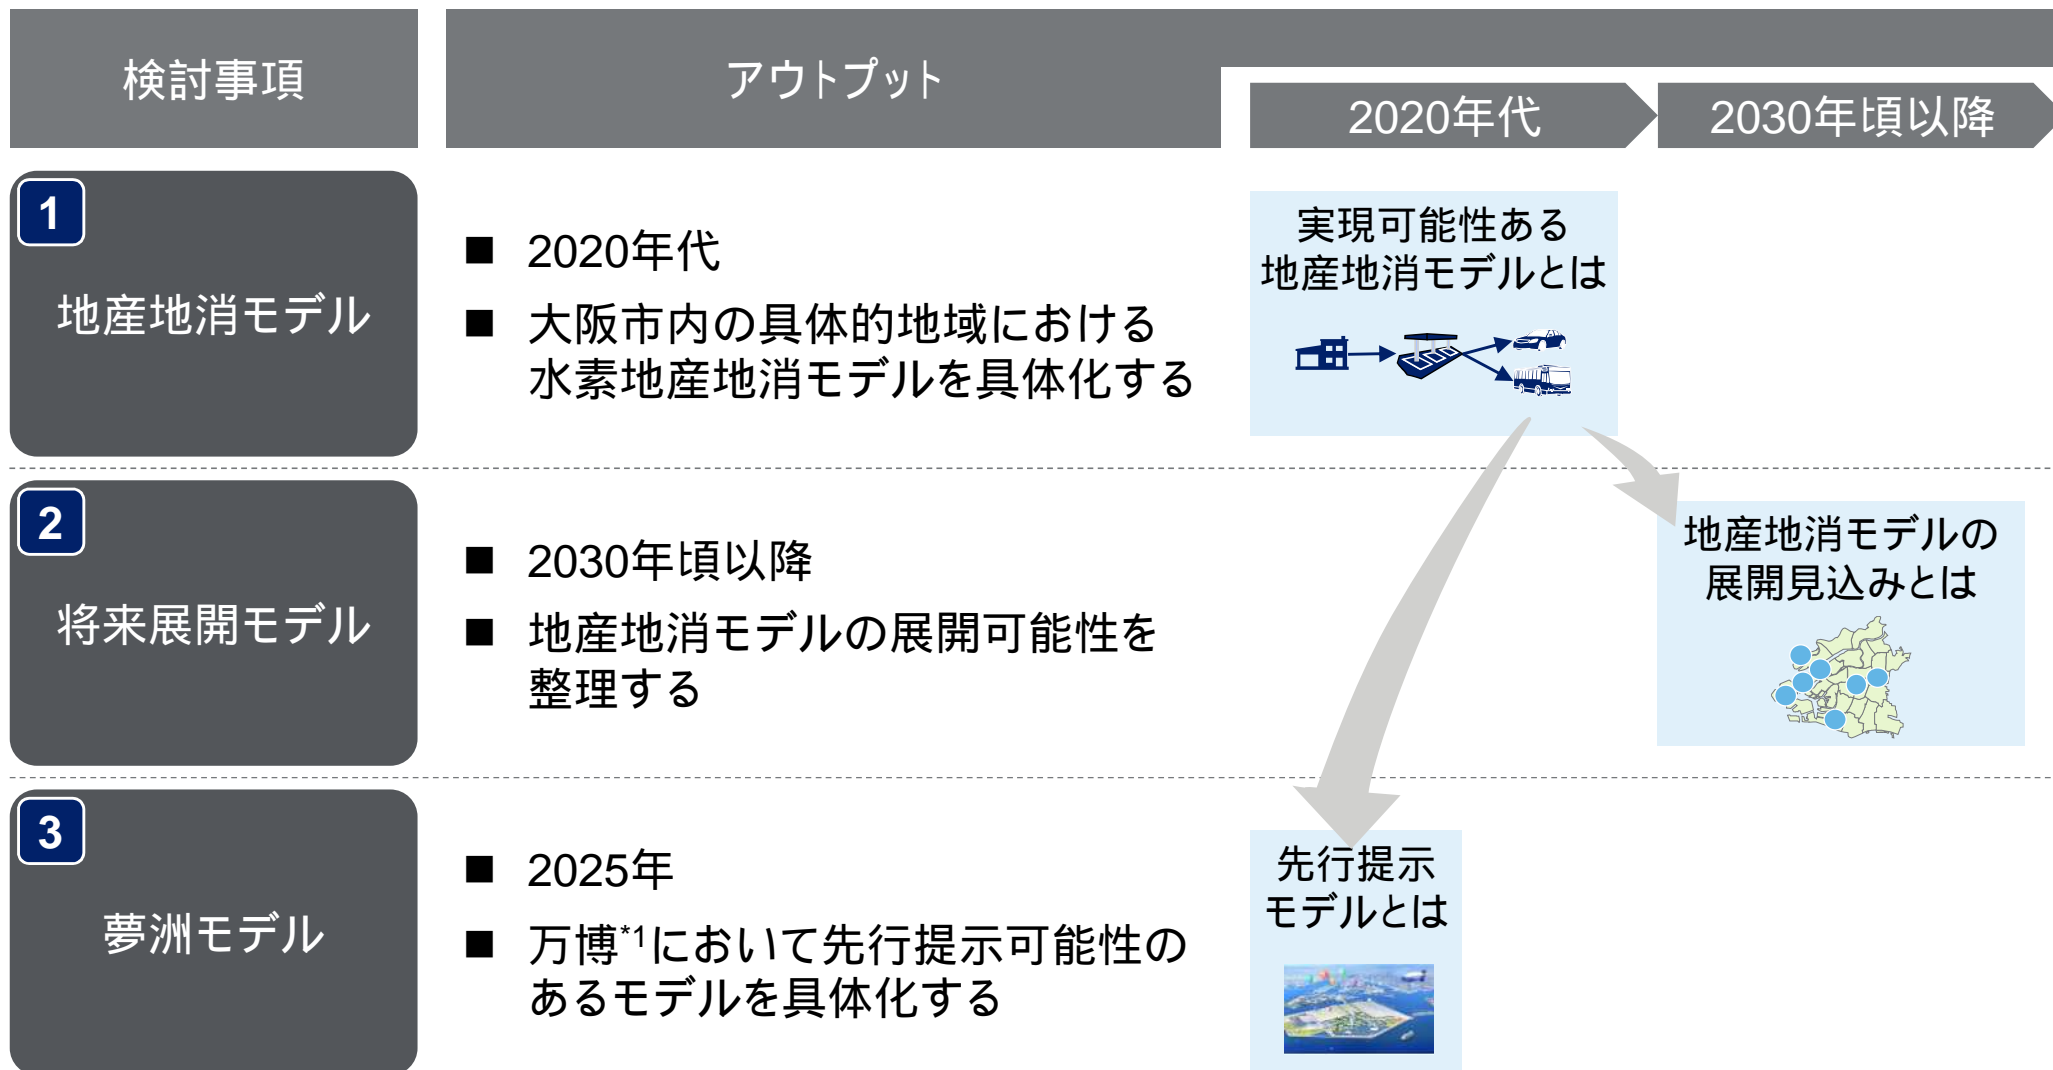 検討事項
アウトプット
2020年代
2030年頃以降
1
地産地消モデル
■ 2020年代
■ 大阪市内の具体的地域における
水素地産地消モデルを具体化する
実現可能性ある
地産地消モデルとは
2
将来展開モデル
■ 2030年頃以降
■ 地産地消モデルの展開可能性を
整理する
地産地消モデルの
展開見込みとは
3
夢洲モデル
■ 2025年
■ 万博*1において先行提示可能性の
あるモデルを具体化する
先行提示
モデルとは